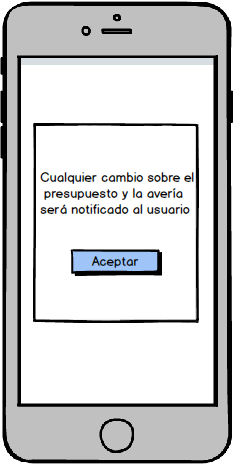 Cualquier cambio sobre el
presupuesto y la avería
será notificado al usuario
Aceptar